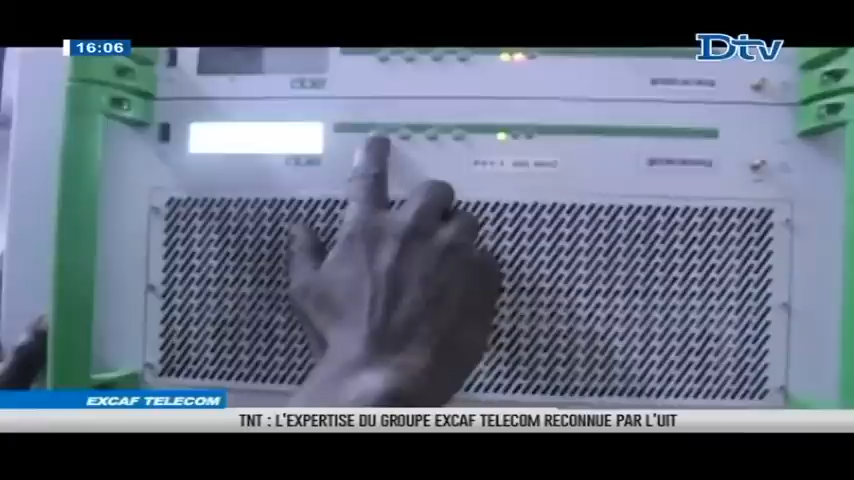 16:06
Dtv
EXCAF TELECOM
TNT : L'EXPERTISE DU GROUPE EXCAF TELECOM RECONNUE PAR L'UIT